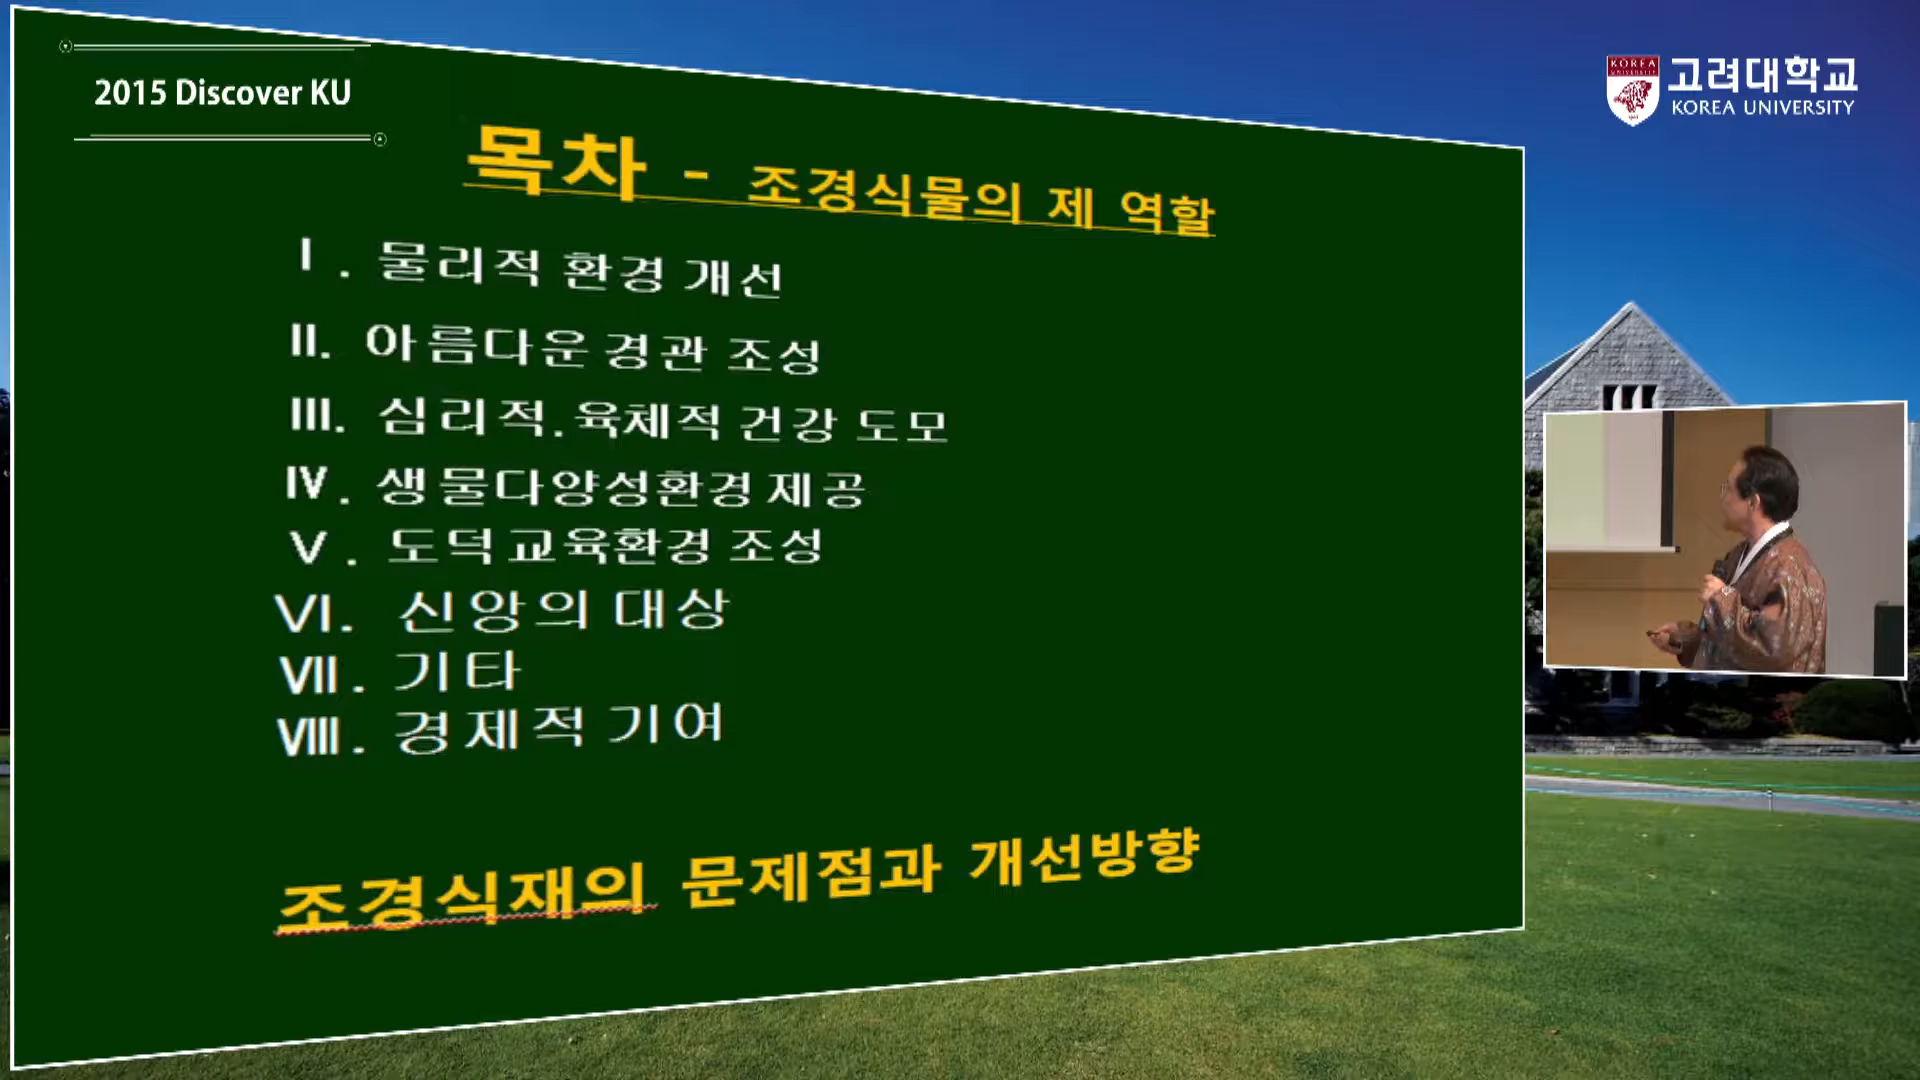 2015 Discover KU
KOREA
UNIVERSITY
고려대학교
KOREA UNIVERSITY
목차 - 조경식물의 제 역할
Ⅰ. 물리적 환경 개선
Ⅱ. 아름다운 경관 조성
Ⅲ. 심리적.육체적 건강 도모
Ⅳ. 생물다양성환경 제공
Ⅴ. 도덕교육환경 조성
Ⅵ. 신앙의 대상
Ⅶ. 기타
Ⅷ. 경제적 기여
조경식재의 문제점과 개선방향